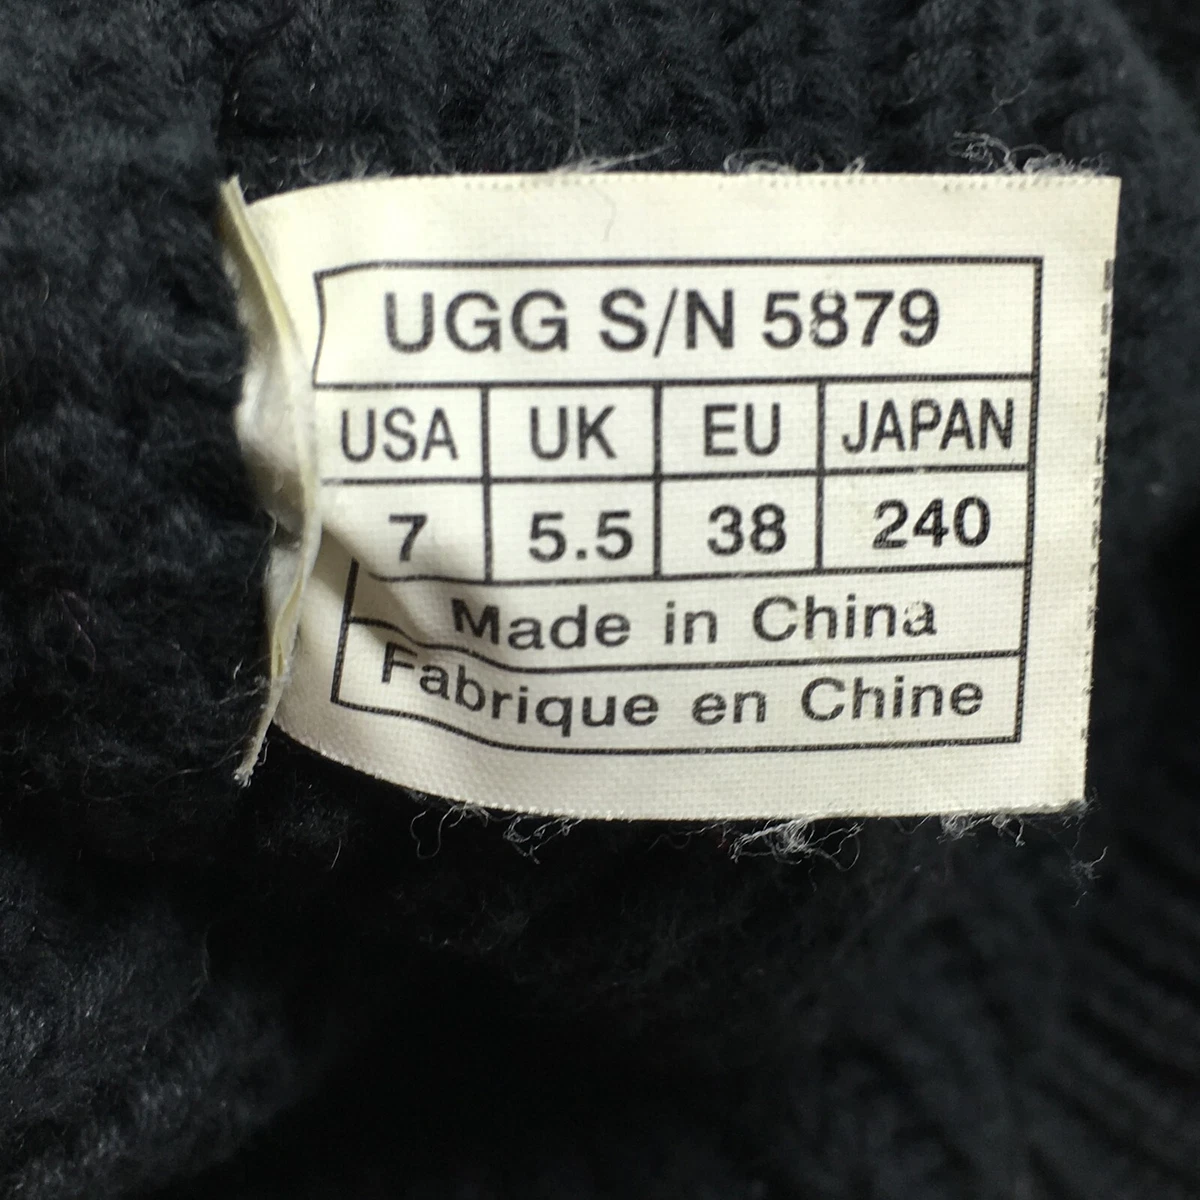 UGG S/N 5879
USA UK EU JAPAN
7 5.5 38 240
Made in China
Fabrique en Chine